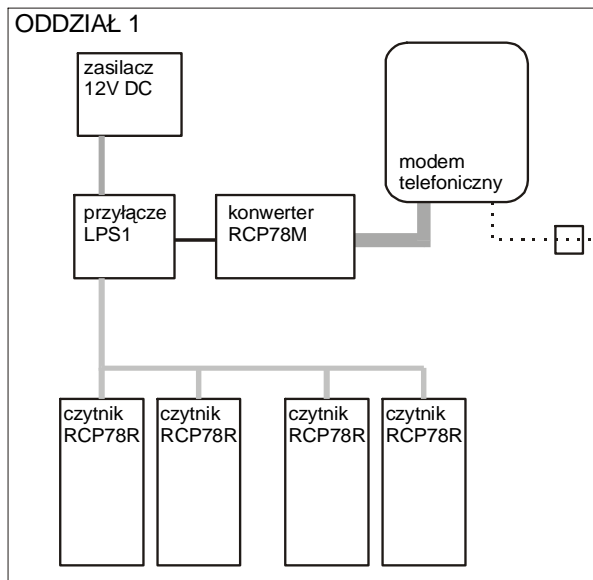 ODDZIAŁ 1
zasilacz
12V DC
modem
telefoniczny
przyłącze
LPS1
konwerter
RCP78M
czytnik
RCP78R
czytnik
RCP78R
czytnik
RCP78R
czytnik
RCP78R